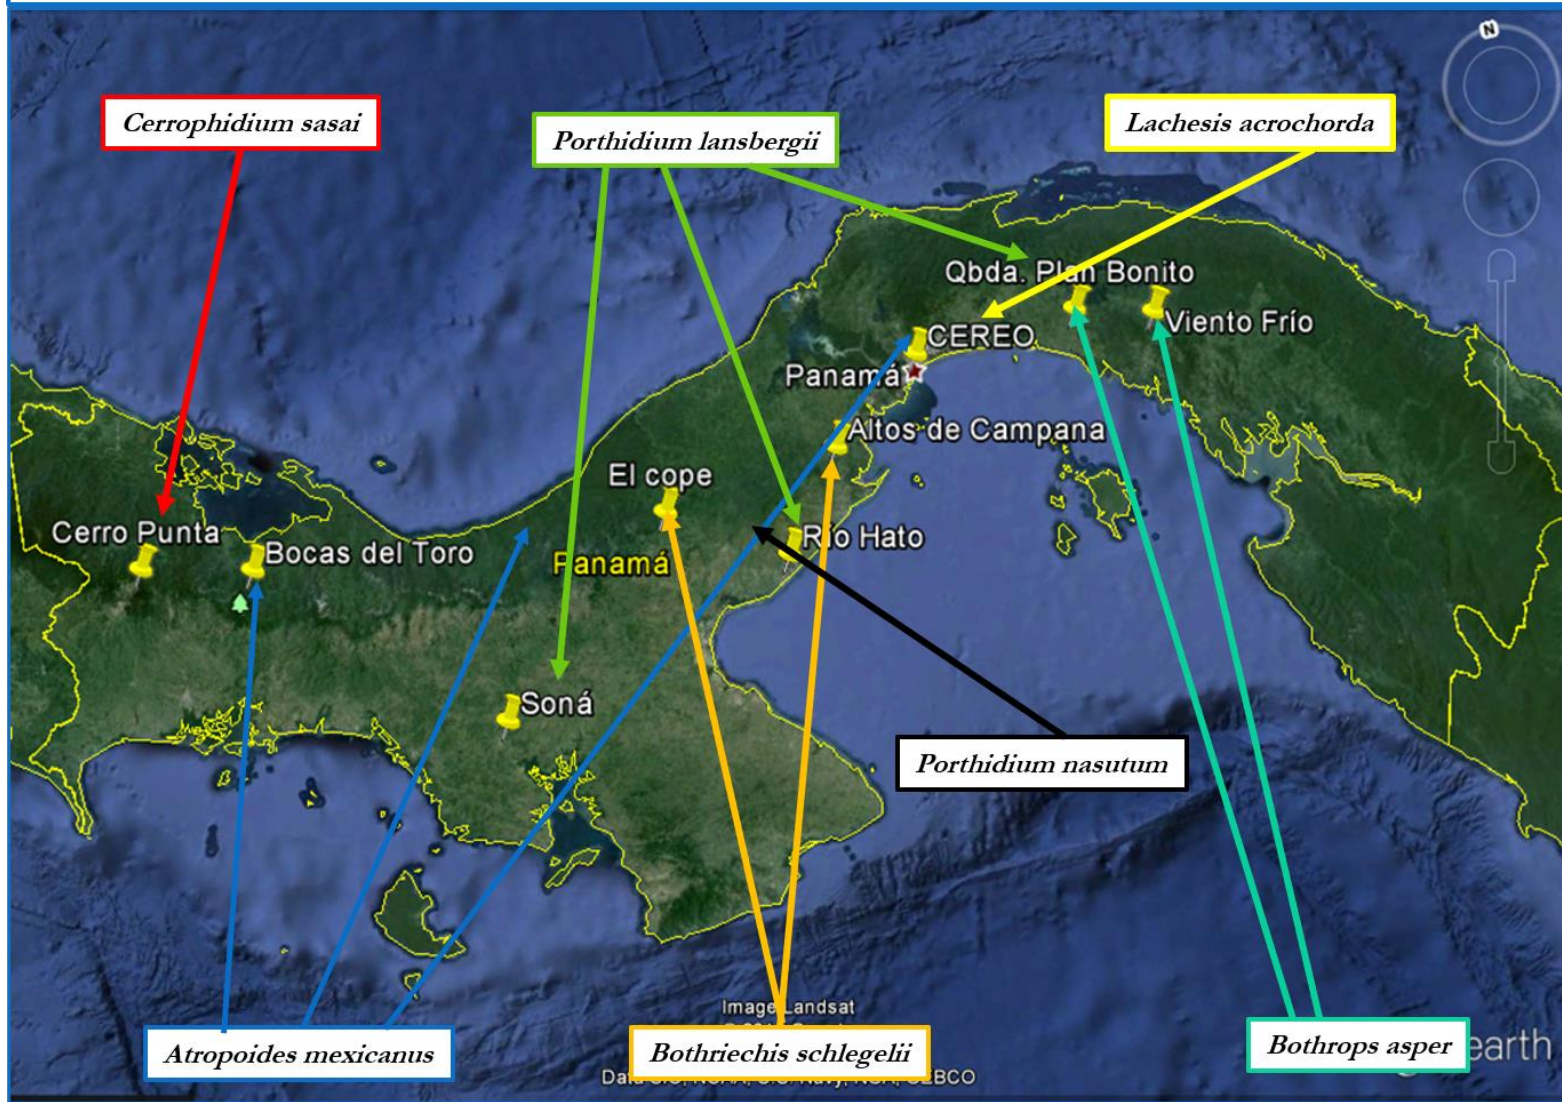 N
Cerrophidium sasai
Porthidium lansbergii
Lachesis acrochorda
Qbda. Plan Bonito
Viento Frío
CEREO
Panamá
Altos de Campana
El cope
Cerro Punta
Bocas del Toro
Panamá
Río Hato
Soná
Porthidium nasutum
Image Landsat
Atropoides mexicanus
Bothriechis schlegelii
Bothrops asper
earth